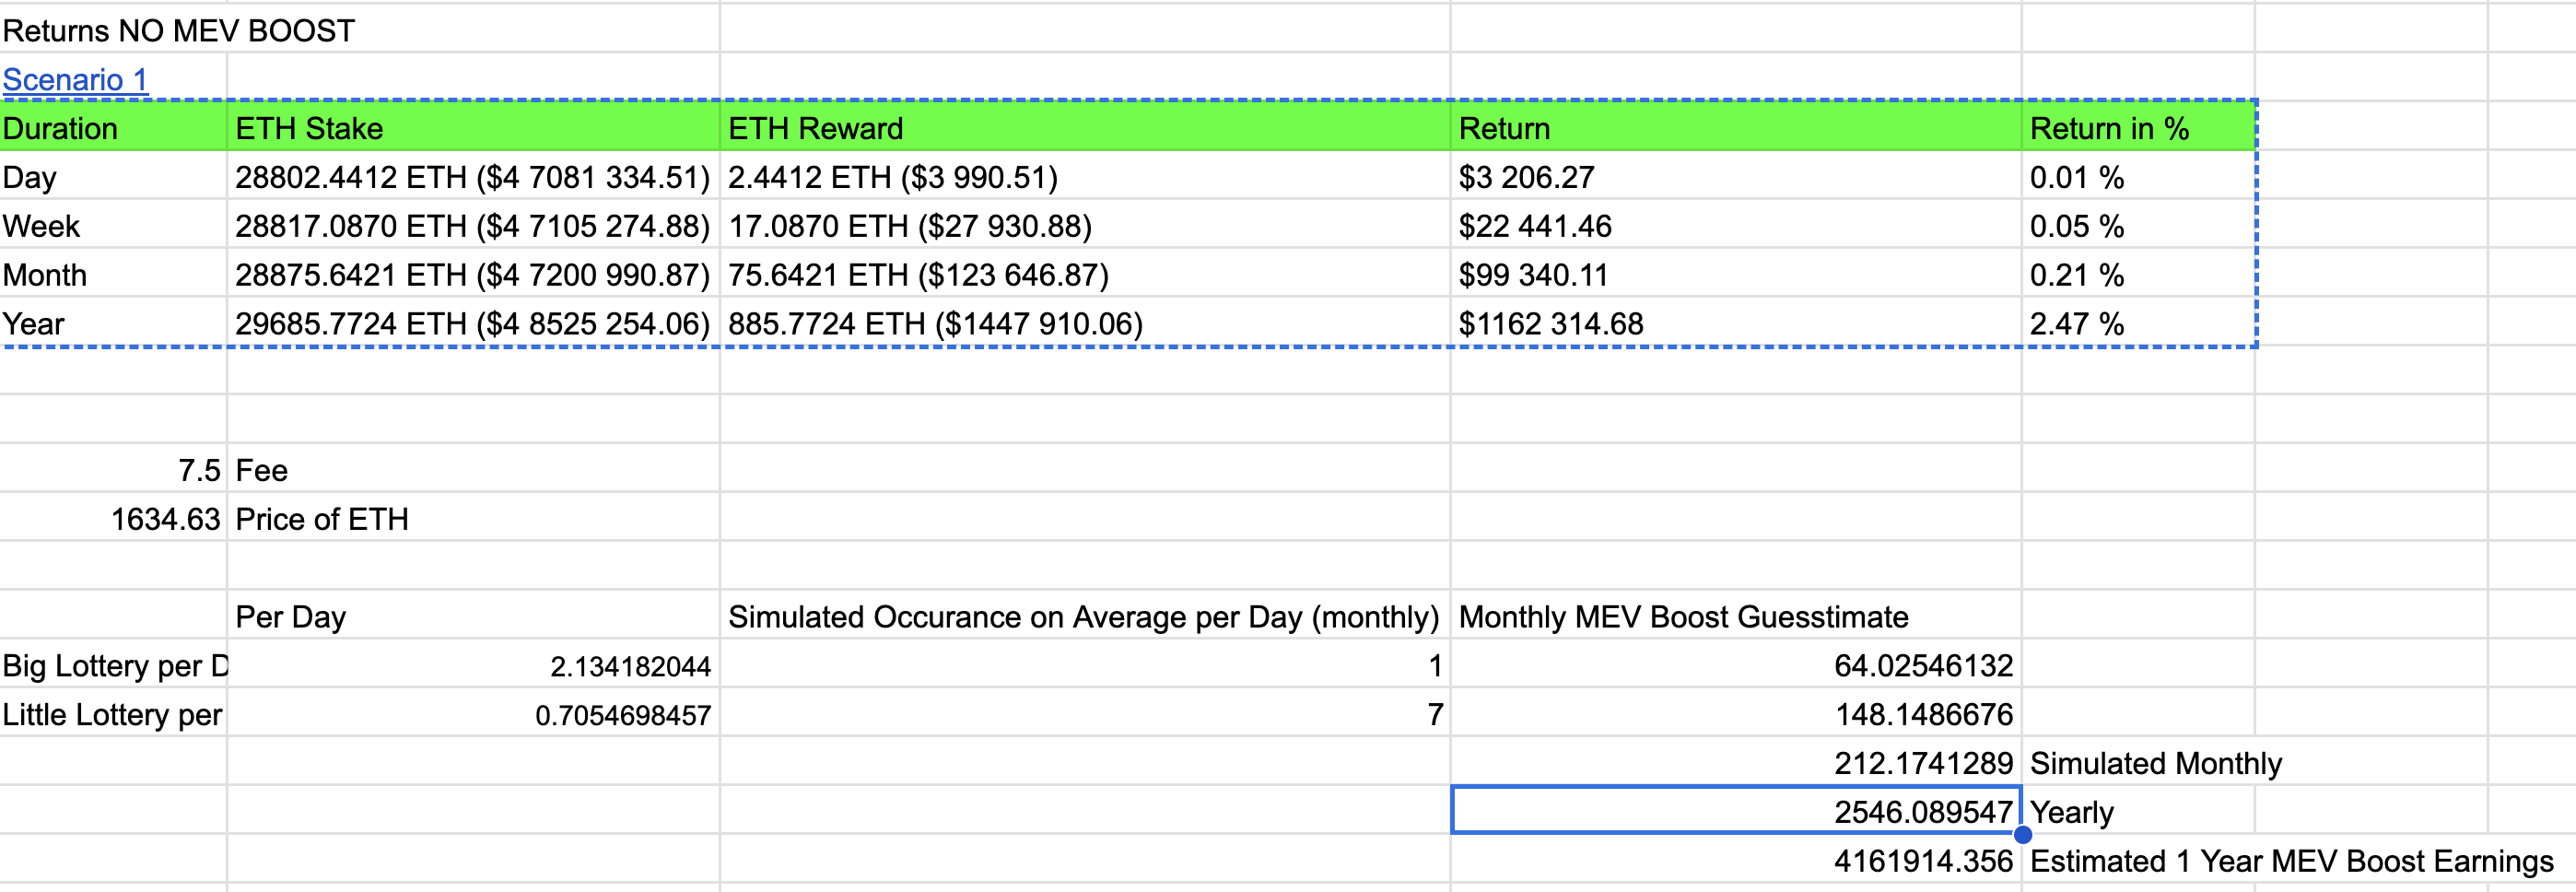 Returns NO MEV BOOST
Scenario 1
Duration ETH Stake ETH Reward Return Return in %
Day 28802.4412 ETH ($4 7081 334.51) 2.4412 ETH ($3 990.51) $3 206.27 0.01 %
Week 28817.0870 ETH ($4 7105 274.88) 17.0870 ETH ($27 930.88) $22 441.46 0.05 %
Month 28875.6421 ETH ($4 7200 990.87) 75.6421 ETH ($123 646.87) $99 340.11 0.21 %
Year 29685.7724 ETH ($4 8525 254.06) 885.7724 ETH ($1447 910.06) $1162 314.68 2.47 %
7.5 Fee
1634.63 Price of ETH
Per Day Simulated Occurance on Average per Day (monthly) Monthly MEV Boost Guesstimate
Big Lottery per D 2.134182044 1 64.02546132
Little Lottery per 0.7054698457 7 148.1486676
212.1741289 Simulated Monthly
2546.089547 Yearly
4161914.356 Estimated 1 Year MEV Boost Earnings